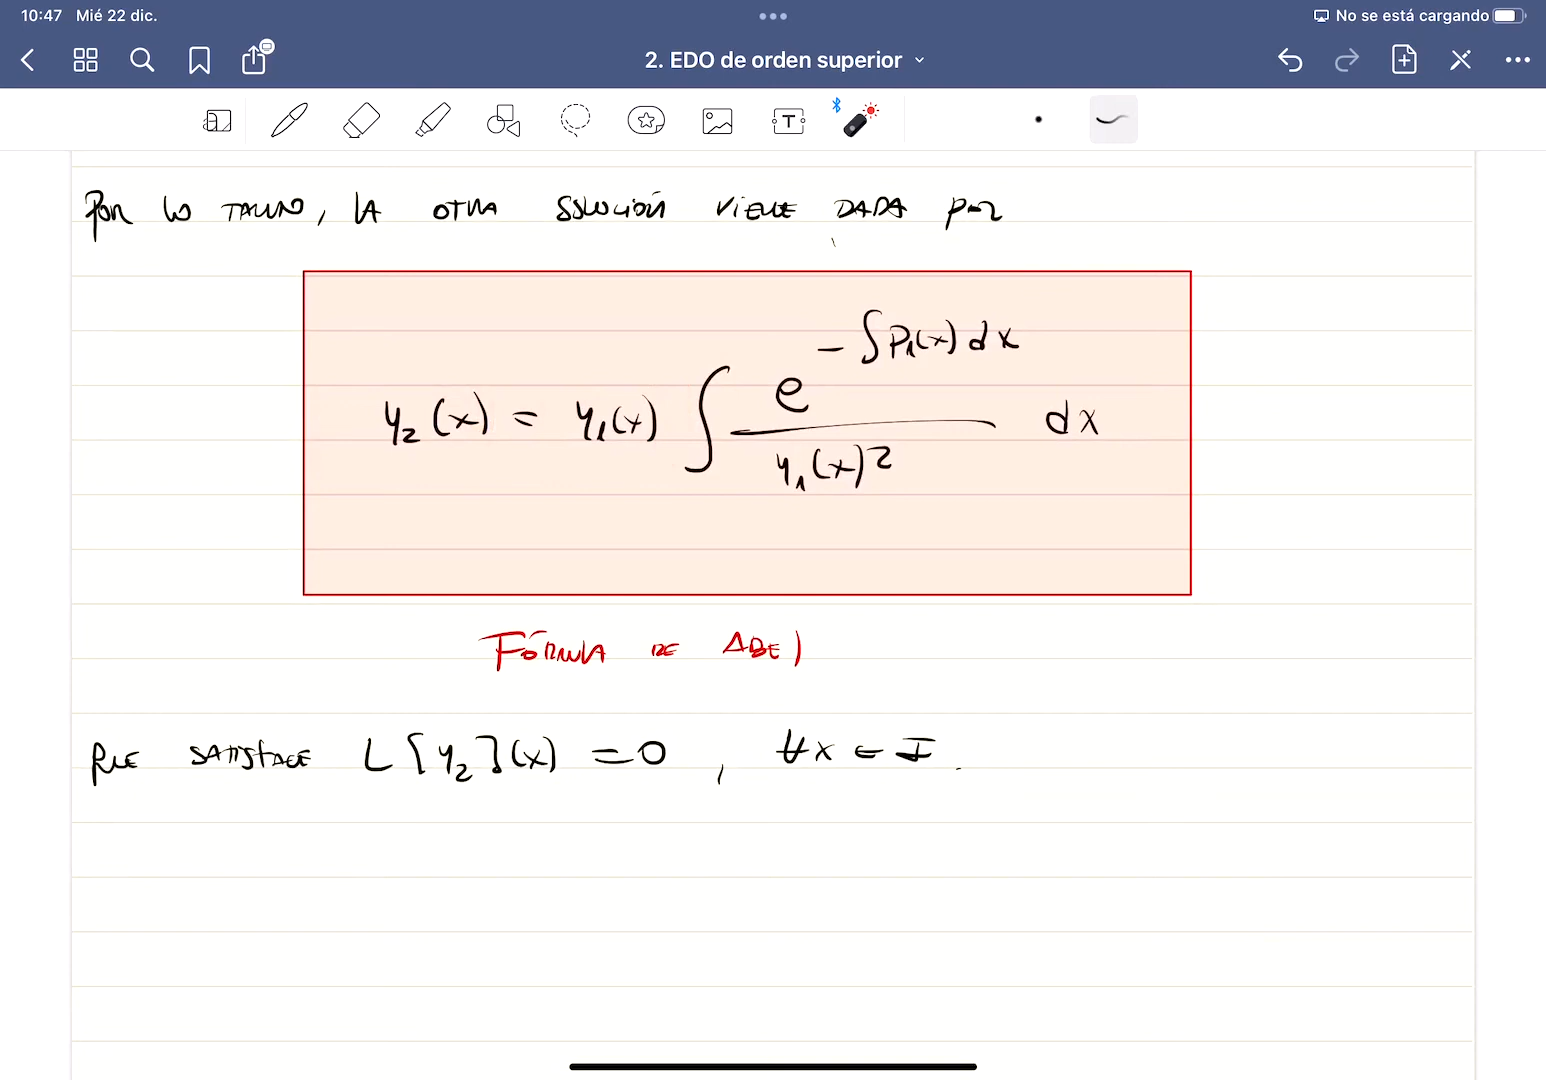 10:47 Mié 22 dic.
No se está cargando
2. EDO de orden superior
T
Por lo tanto, la otra solución viene dada por
y₂(x) = y₁(x) ∫ e^(-∫p₁(x)dx) / y₁(x)² dx
Fórmula de Abel
que satisface L[y₂](x) = 0, ∀x ∈ I.